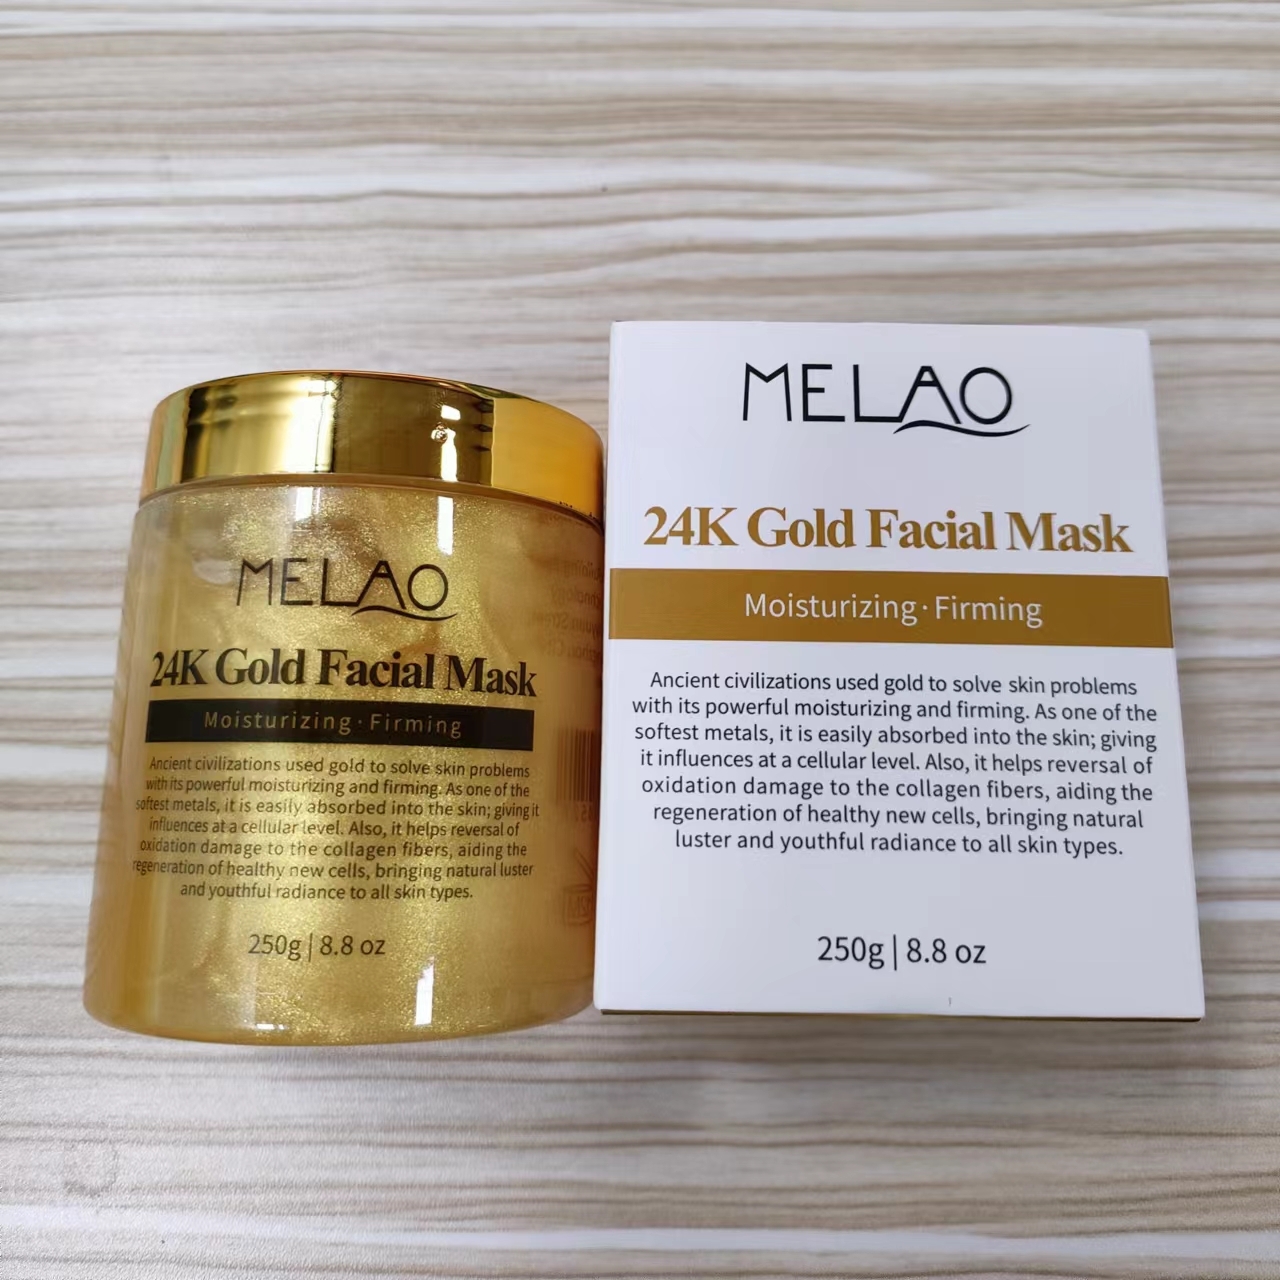 MELAO
24K Gold Facial Mask
Moisturizing · Firming
Ancient civilizations used gold to solve skin problems
with its powerful moisturizing and firming. As one of the
softest metals, it is easily absorbed into the skin; giving it
influences at a cellular level. Also, it helps reversal of
oxidation damage to the collagen fibers, aiding the
regeneration of healthy new cells, bringing natural luster
and youthful radiance to all skin types.
250g | 8.8 oz
MELAO
24K Gold Facial Mask
Moisturizing · Firming
Ancient civilizations used gold to solve skin problems
with its powerful moisturizing and firming. As one of the
softest metals, it is easily absorbed into the skin; giving
it influences at a cellular level. Also, it helps reversal of
oxidation damage to the collagen fibers, aiding the
regeneration of healthy new cells, bringing natural
luster and youthful radiance to all skin types.
250g | 8.8 oz